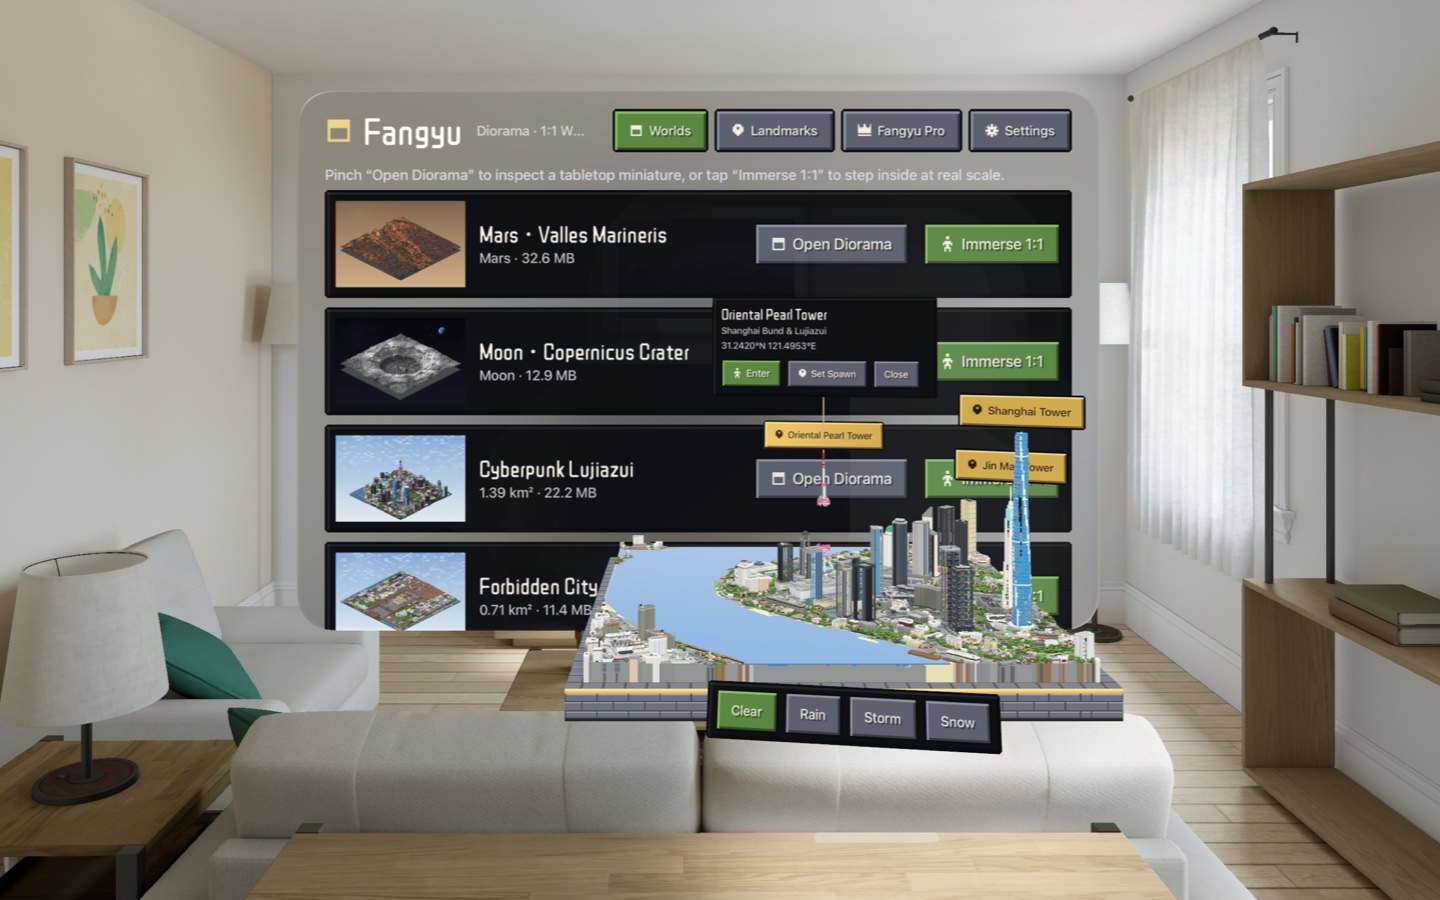 Fangyu
Diorama · 1:1 W...
Worlds
Landmarks
Fangyu Pro
Settings
Pinch “Open Diorama” to inspect a tabletop miniature, or tap “Immerse 1:1” to step inside at real scale.
Mars · Valles Marineris
Mars · 32.6 MB
Open Diorama
Immerse 1:1
Oriental Pearl Tower
Shanghai Bund & Lujiazui
31.2420°N 121.4953°E
Enter
Set Spawn
Close
Moon · Copernicus Crater
Moon · 12.9 MB
Immerse 1:1
Shanghai Tower
Oriental Pearl Tower
Cyberpunk Lujiazui
1.39 km² · 22.2 MB
Open Diorama
Jin Ma Tower
Forbidden City
0.71 km² · 11.4 MB
:1
Clear
Rain
Storm
Snow